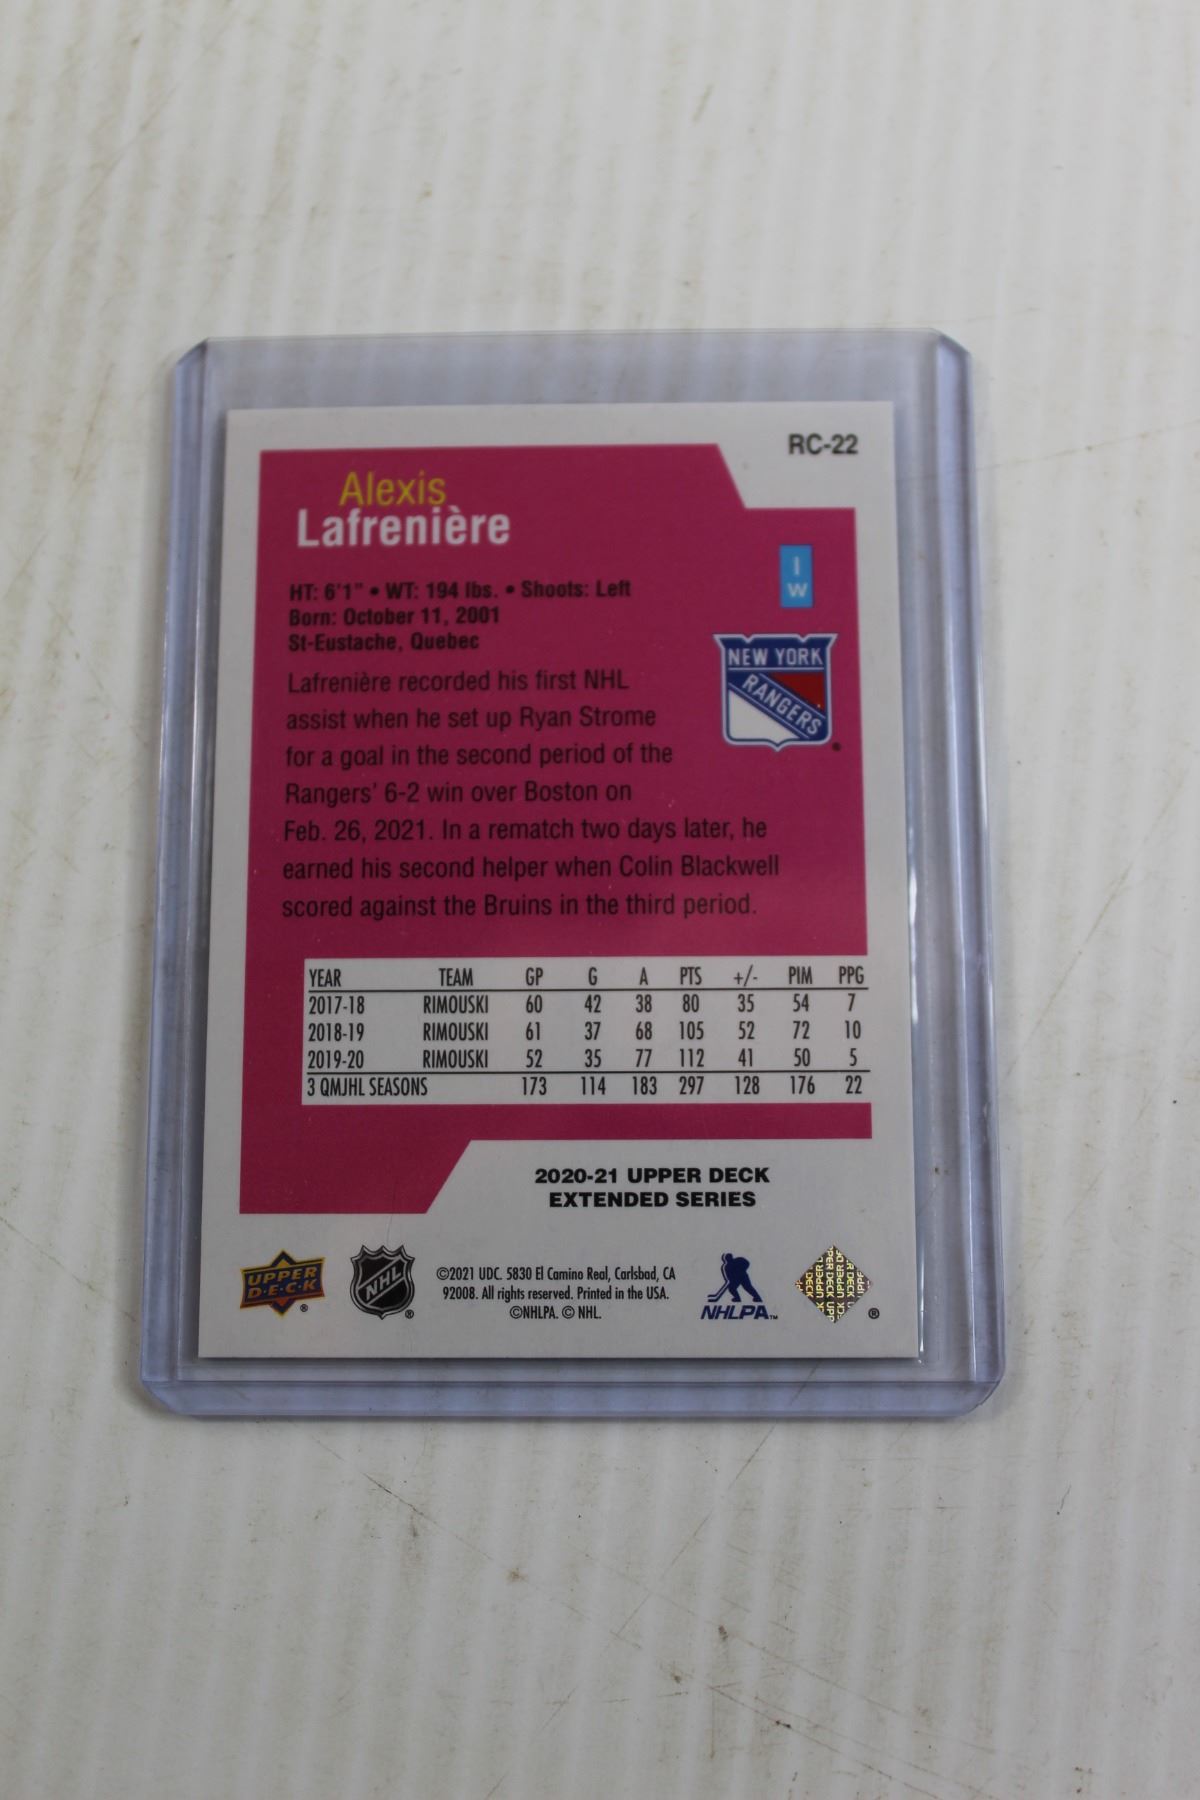 RC-22
Alexis
Lafrenière
HT: 6'1" • WT: 194 lbs. • Shoots: Left
Born: October 11, 2001
St-Eustache, Quebec
LW
NEW YORK
RANGERS
Lafrenière recorded his first NHL
assist when he set up Ryan Strome
for a goal in the second period of the
Rangers' 6-2 win over Boston on
Feb. 26, 2021. In a rematch two days later, he
earned his second helper when Colin Blackwell
scored against the Bruins in the third period.
YEAR TEAM GP G A PTS +/- PIM PPG
2017-18 RIMOUSKI 60 42 38 80 35 54 7
2018-19 RIMOUSKI 61 37 68 105 52 72 10
2019-20 RIMOUSKI 52 35 77 112 41 50 5
3 QMJHL SEASONS 173 114 183 297 128 176 22
2020-21 UPPER DECK
EXTENDED SERIES
UPPER
D·E·C·K ®
NHL ®
©2021 UDC. 5830 El Camino Real, Carlsbad, CA
92008. All rights reserved. Printed in the USA.
©NHLPA. © NHL.
NHLPA™
®